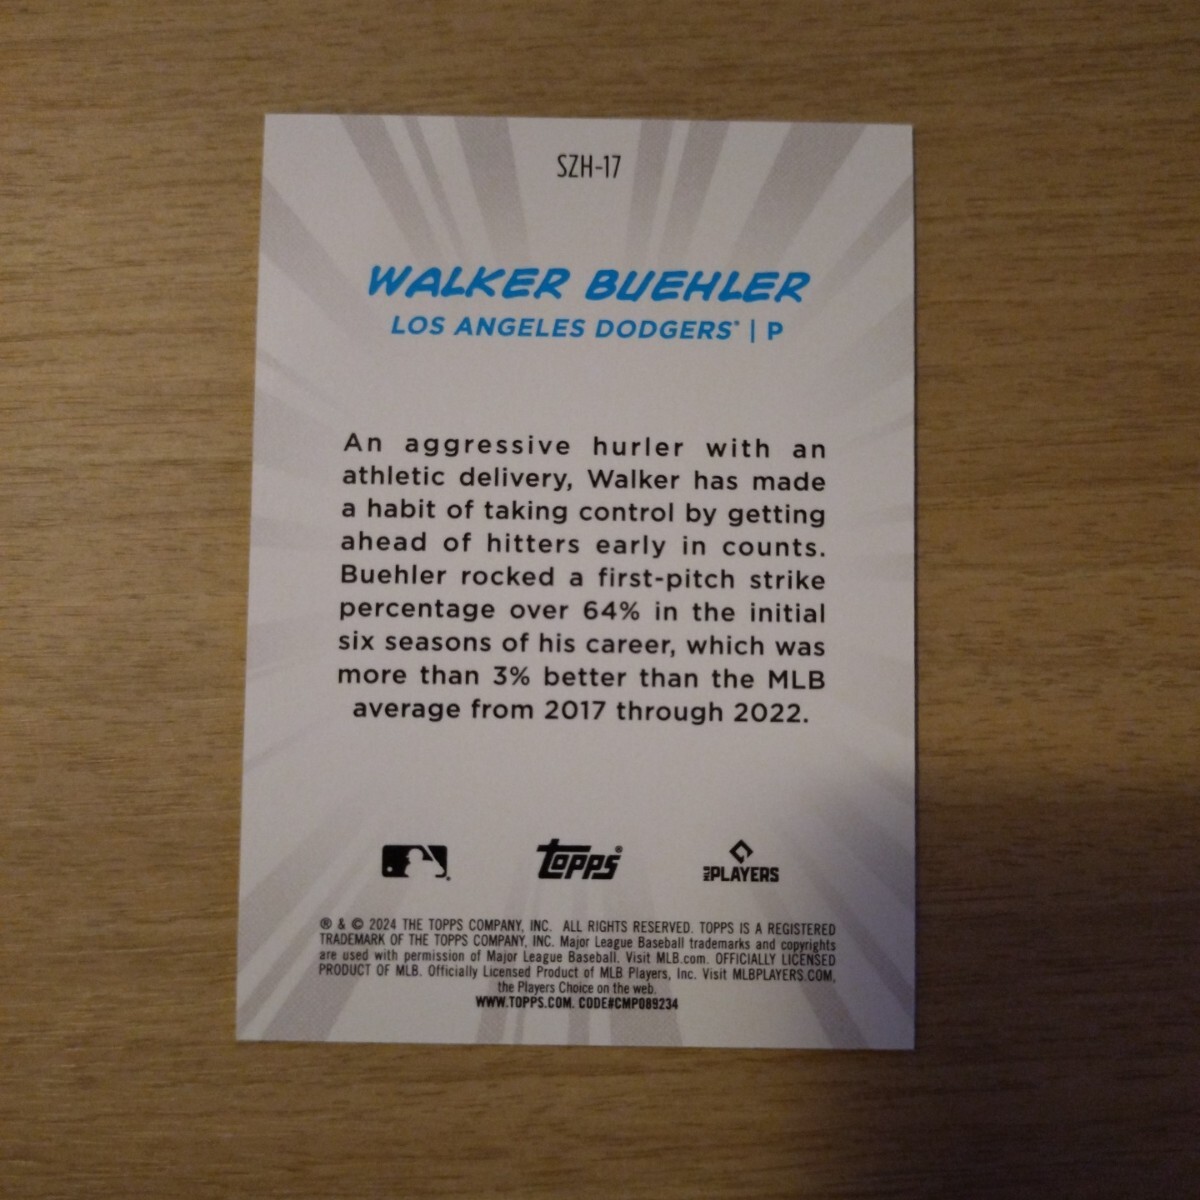 SZH-17
WALKER BUEHLER
LOS ANGELES DODGERS® | P
An aggressive hurler with an
athletic delivery, Walker has made
a habit of taking control by getting
ahead of hitters early in counts.
Buehler rocked a first-pitch strike
percentage over 64% in the initial
six seasons of his career, which was
more than 3% better than the MLB
average from 2017 through 2022.
topps®
MLB PLAYERS
® & © 2024 THE TOPPS COMPANY, INC. ALL RIGHTS RESERVED. TOPPS IS A REGISTERED
TRADEMARK OF THE TOPPS COMPANY, INC. Major League Baseball trademarks and copyrights
are used with permission of Major League Baseball. Visit MLB.com. OFFICIALLY LICENSED
PRODUCT OF MLB. Officially Licensed Product of MLB Players, Inc. Visit MLBPLAYERS.COM,
the Players Choice on the web.
WWW.TOPPS.COM. CODE#CMP089234